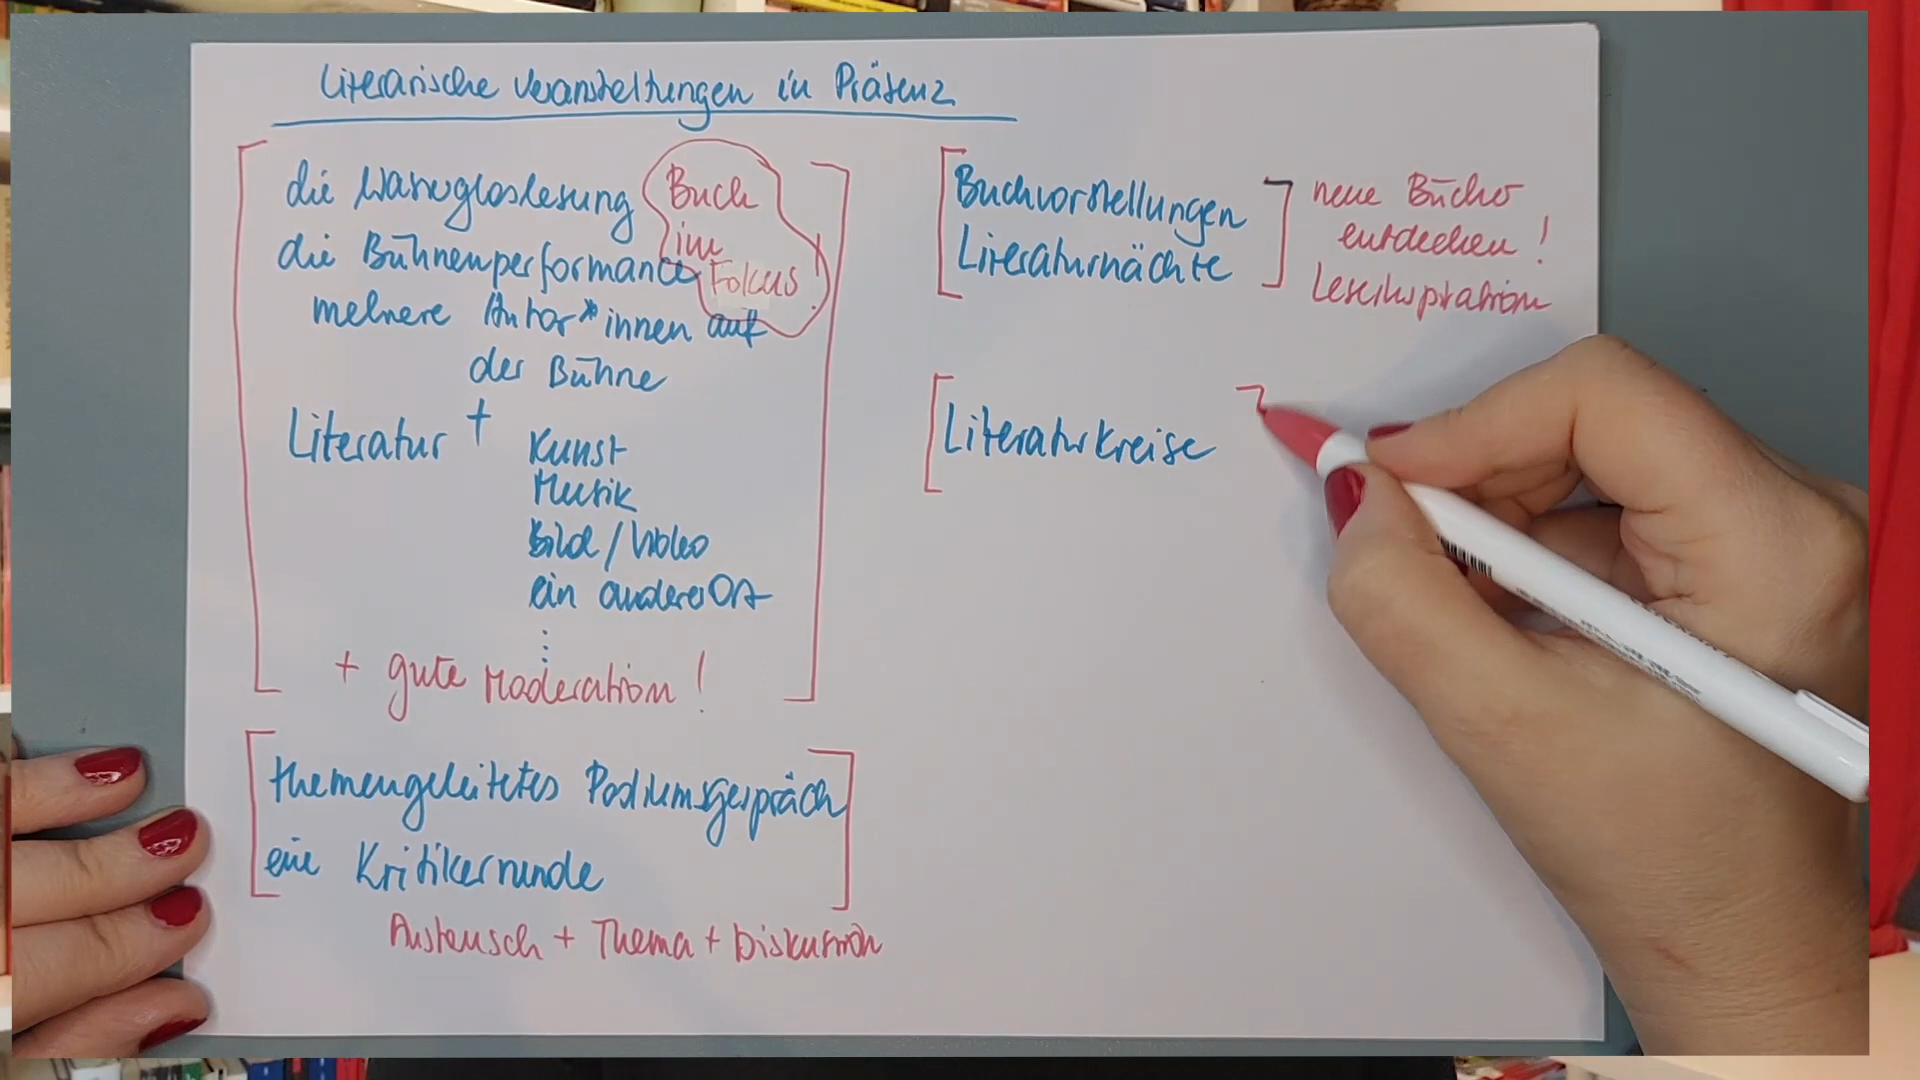 Literarische Veranstaltungen in Präsenz
die Wasserglaslesung
Buch
im
Fokus!
die Bühnenperformance
mehrere Autor*innen auf
der Bühne
Literatur +
Kunst
Musik
Bild / Video
ein anderer Ort
+ gute Moderation!
themengeleitetes Podiumsgespräch
eine Kritikerrunde
Austausch + Thema + Diskussion
Buchvorstellungen
Literaturnächte
neue Bücher
entdecken!
Leseinspiration
Literaturkreise